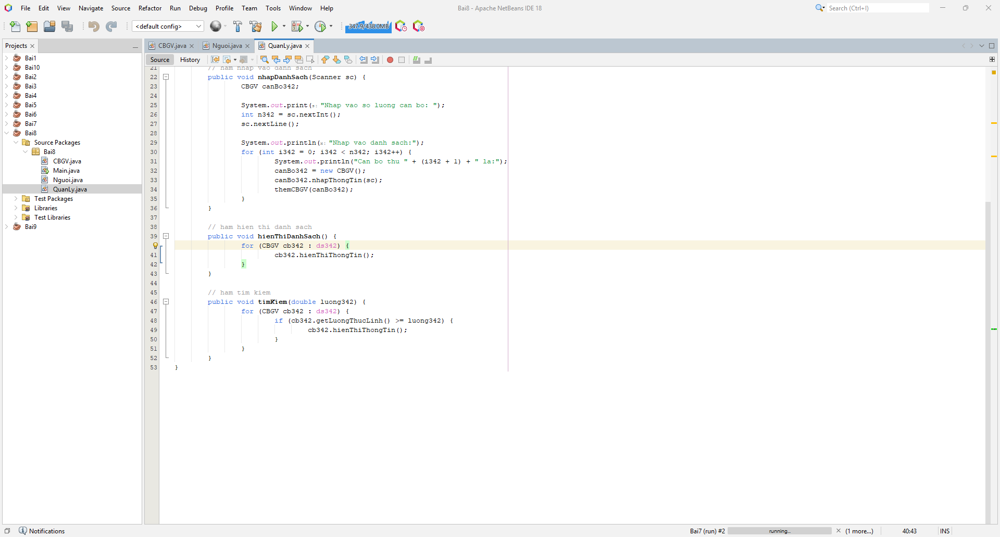 File Edit View Navigate Source Refactor Run Debug Profile Team Tools Window Help
Bai8 - Apache NetBeans IDE 18
Search (Ctrl+I)
<default config>
347.9/438.0MB
Projects
Bai1
Bai10
Bai2
Bai3
Bai4
Bai5
Bai6
Bai7
Bai8
Source Packages
Bai8
CBGV.java
Main.java
Nguoi.java
QuanLy.java
Test Packages
Libraries
Test Libraries
Bai9
CBGV.java Nguoi.java QuanLy.java
Source History
21 // ham nhap vao danh sach
22 public void nhapDanhSach(Scanner sc) {
23 CBGV canBo342;
24
25 System.out.print(s: "Nhap vao so luong can bo: ");
26 int n342 = sc.nextInt();
27 sc.nextLine();
28
29 System.out.println(x: "Nhap vao danh sach:");
30 for (int i342 = 0; i342 < n342; i342++) {
31 System.out.println("Can bo thu " + (i342 + 1) + " la:");
32 canBo342 = new CBGV();
33 canBo342.nhapThongTin(sc);
34 themCBGV(canBo342);
35 }
36 }
37
38 // ham hien thi danh sach
39 public void hienThiDanhSach() {
for (CBGV cb342 : ds342) {
41 cb342.hienThiThongTin();
42 }
43 }
44
45 // ham tim kiem
46 public void timKiem(double luong342) {
47 for (CBGV cb342 : ds342) {
48 if (cb342.getLuongThucLinh() >= luong342) {
49 cb342.hienThiThongTin();
50 }
51 }
52 }
53 }
Notifications
Bai7 (run) #2 running... (1 more...) 40:43 INS